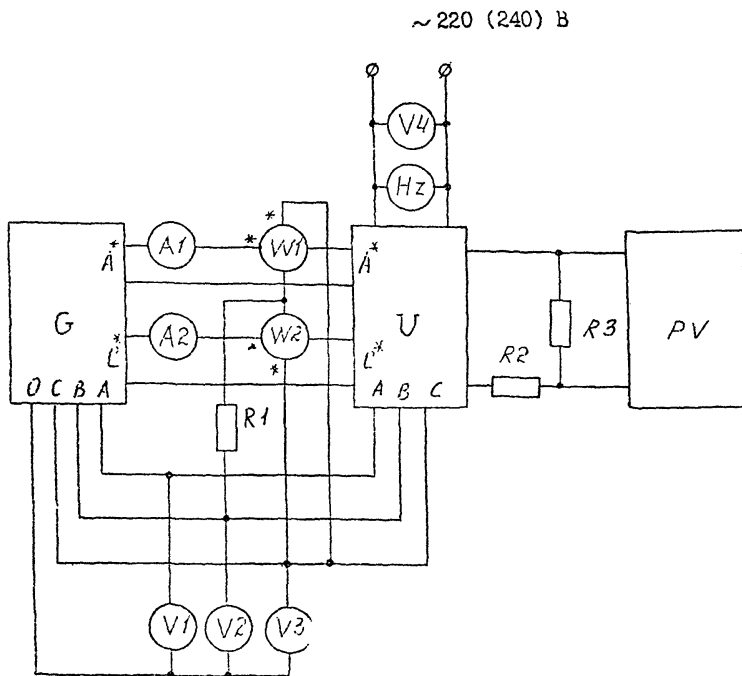 ~ 220 (240) В
V4
Hz
* *
A1 W1
A* A*
G U R3 PV
A2 W2
L* L*
*
R2
O C B A A B C
R1
V1 V2 V3